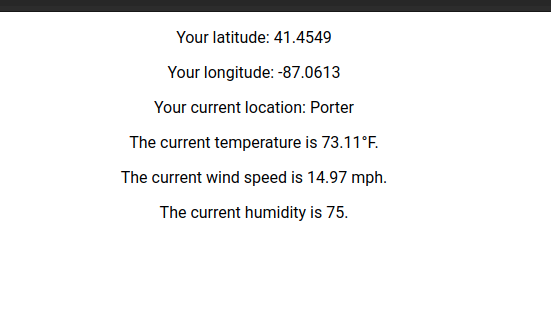 Your latitude: 41.4549
Your longitude: -87.0613
Your current location: Porter
The current temperature is 73.11°F.
The current wind speed is 14.97 mph.
The current humidity is 75.